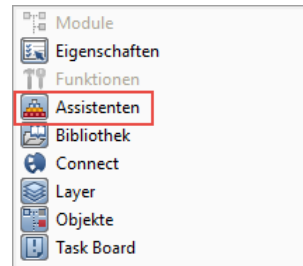 Module
Eigenschaften
Funktionen
Assistenten
Bibliothek
Connect
Layer
Objekte
Task Board